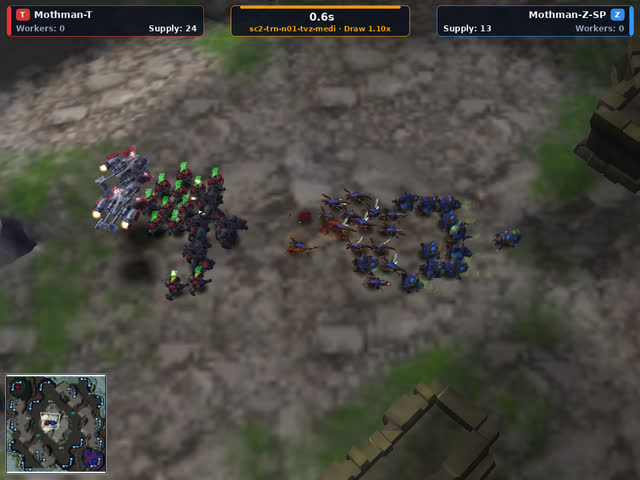 T Mothman-T
Workers: 0 Supply: 24
0.6s
sc2-trn-n01-tvz-medi · Draw 1.10x
Mothman-Z-SP Z
Supply: 13 Workers: 0